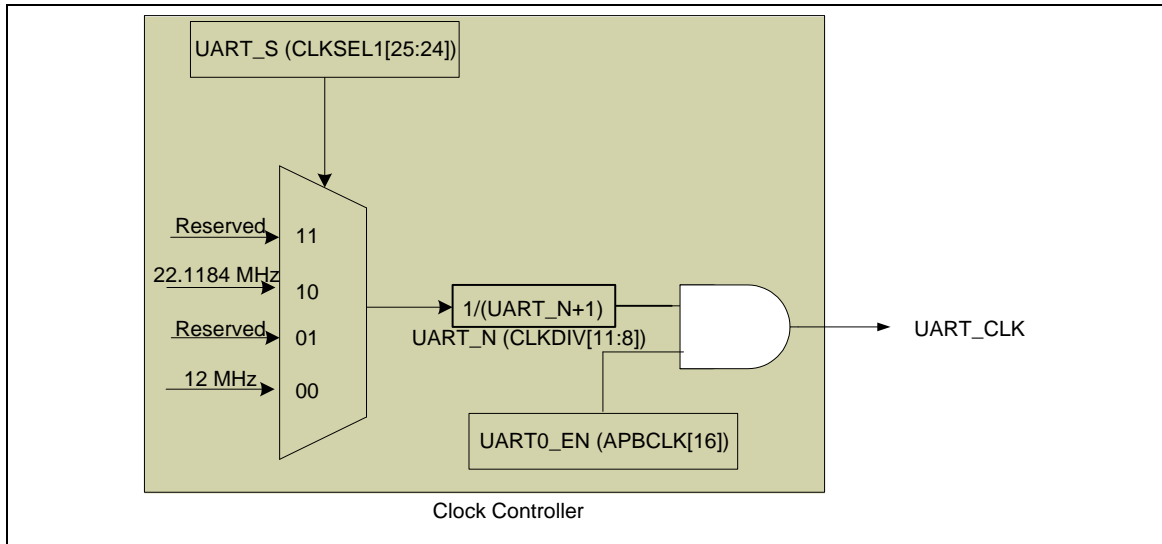 UART_S (CLKSEL1[25:24])
Reserved
11
22.1184 MHz
10
Reserved
01
12 MHz
00
1/(UART_N+1)
UART_N (CLKDIV[11:8])
UART_CLK
UART0_EN (APBCLK[16])
Clock Controller